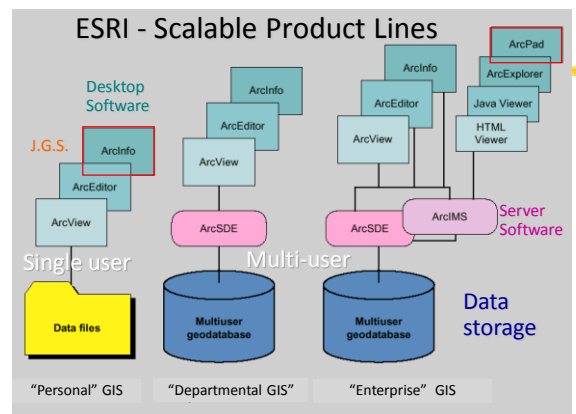 ESRI - Scalable Product Lines
Desktop
Software
J.G.S.
ArcInfo
ArcEditor
ArcView
Single user
Data files
"Personal" GIS
ArcInfo
ArcEditor
ArcView
ArcSDE
Multi-user
Multiuser
geodatabase
"Departmental GIS"
ArcInfo
ArcEditor
ArcView
ArcPad
ArcExplorer
Java Viewer
HTML
Viewer
ArcSDE
ArcIMS
Server
Software
Multiuser
geodatabase
Data
storage
"Enterprise" GIS